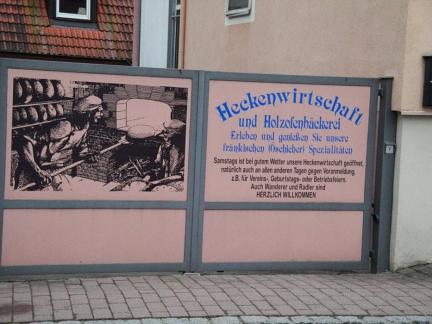 Heckenwirtschaft
und Holzofenbäckerei
Erleben und genießen Sie unsere
fränkischen (Oschicher) Spezialitäten
Samstags ist bei gutem Wetter unsere Heckenwirtschaft geöffnet,
natürlich auch an allen anderen Tagen gegen Voranmeldung,
z.B. für Vereins-, Geburtstags- oder Betriebsfeiern.
Auch Wanderer und Radler sind
HERZLICH WILLKOMMEN